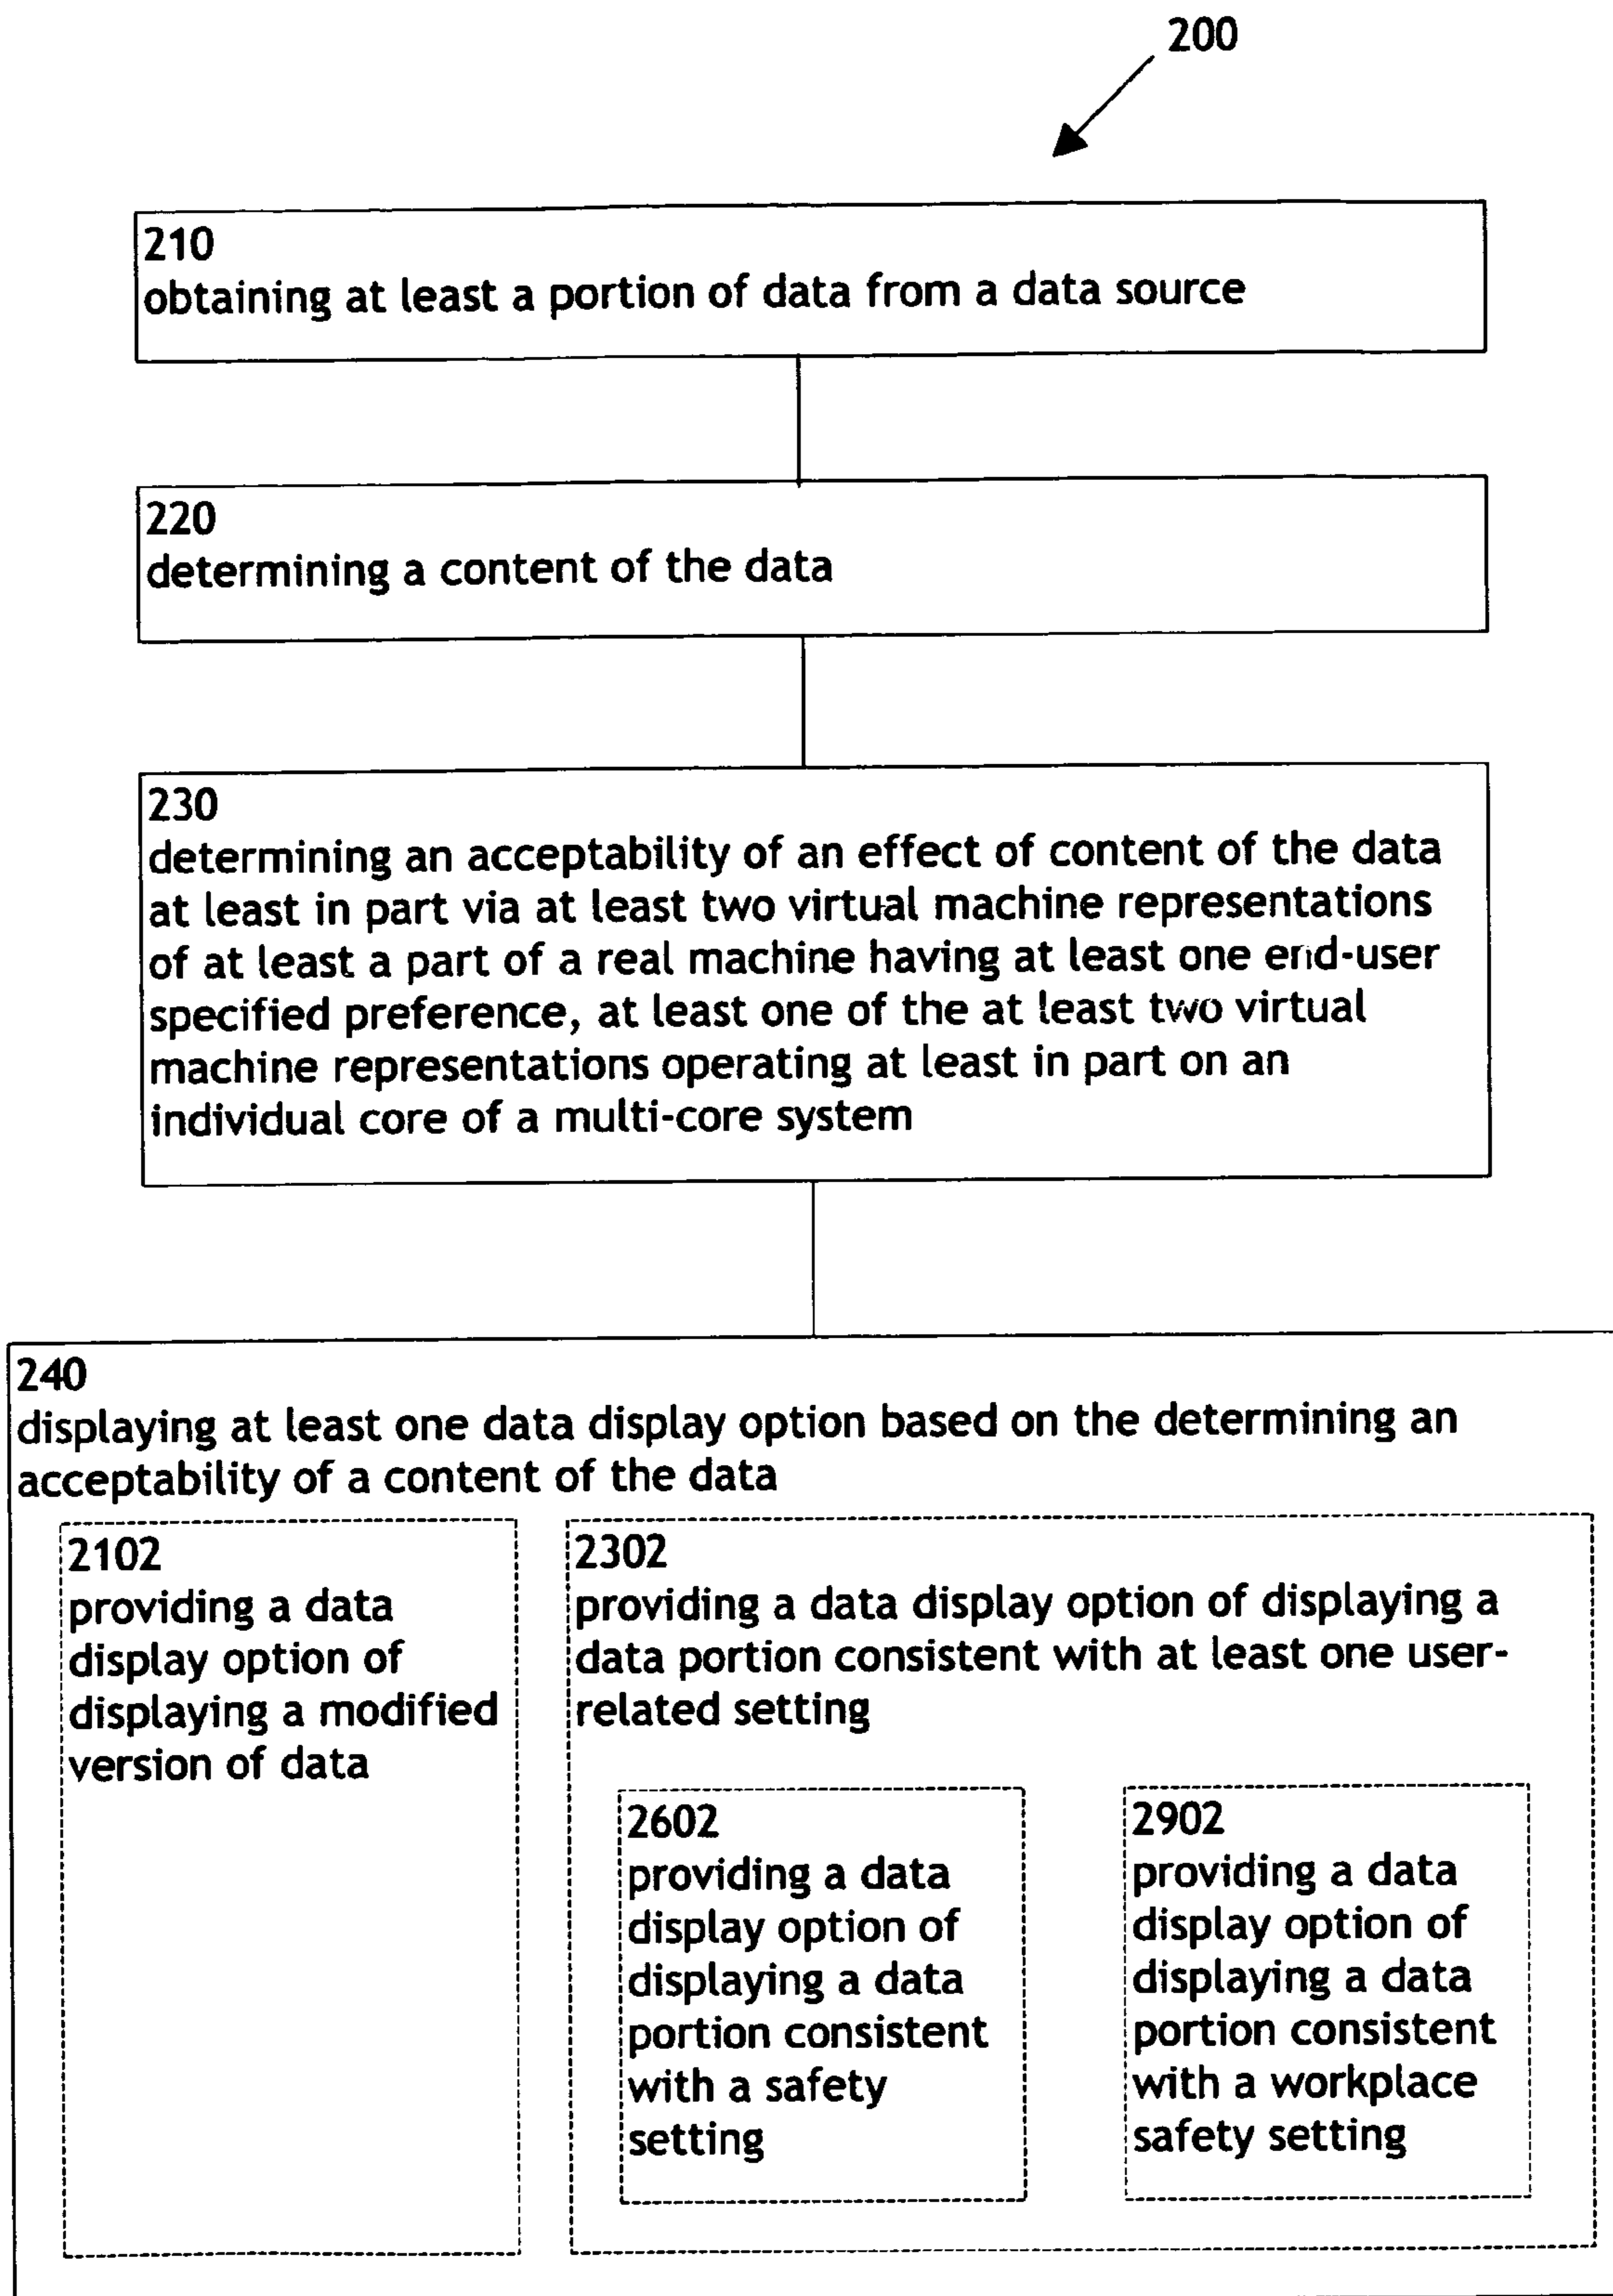 200
210
obtaining at least a portion of data from a data source
220
determining a content of the data
230
determining an acceptability of an effect of content of the data
at least in part via at least two virtual machine representations
of at least a part of a real machine having at least one end-user
specified preference, at least one of the at least two virtual
machine representations operating at least in part on an
individual core of a multi-core system
240
displaying at least one data display option based on the determining an
acceptability of a content of the data
2102
providing a data
display option of
displaying a modified
version of data
2302
providing a data display option of displaying a
data portion consistent with at least one user-
related setting
2602
providing a data
display option of
displaying a data
portion consistent
with a safety
setting
2902
providing a data
display option of
displaying a data
portion consistent
with a workplace
safety setting